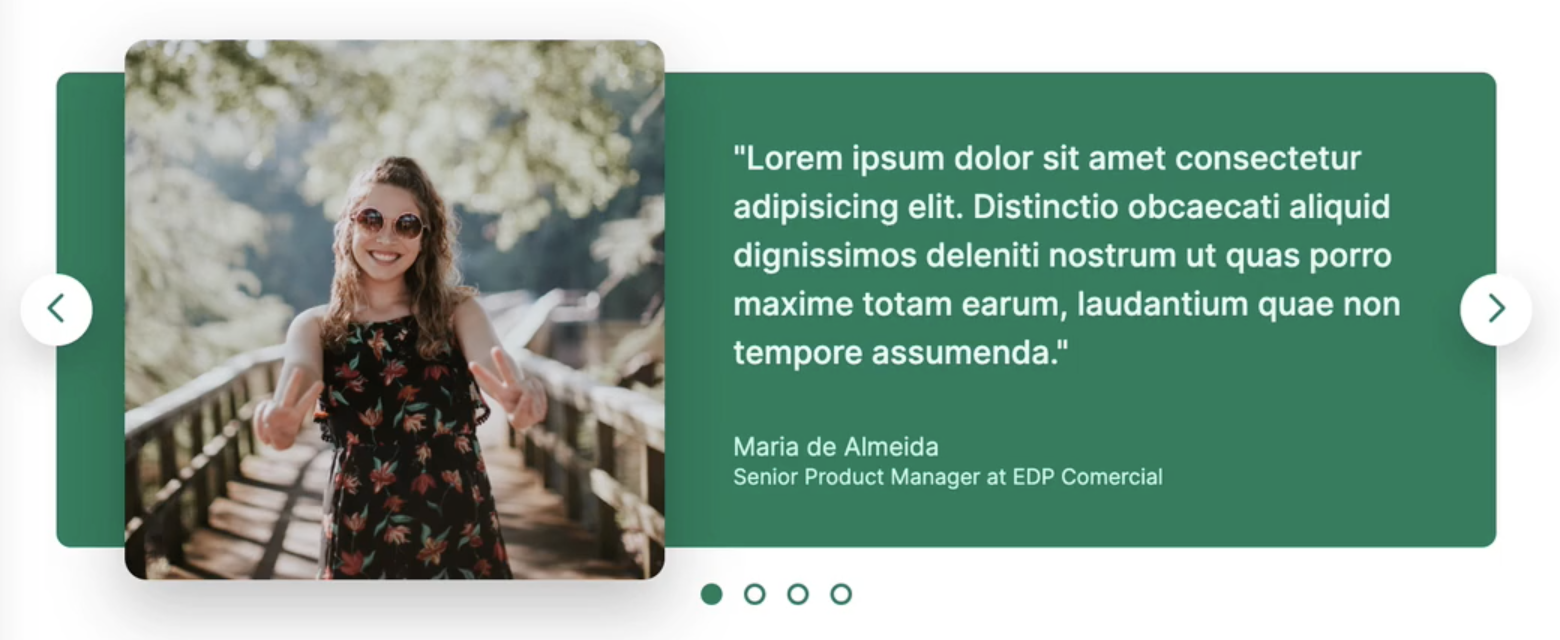 "Lorem ipsum dolor sit amet consectetur
adipisicing elit. Distinctio obcaecati aliquid
dignissimos deleniti nostrum ut quas porro
maxime totam earum, laudantium quae non
tempore assumenda."
Maria de Almeida
Senior Product Manager at EDP Comercial